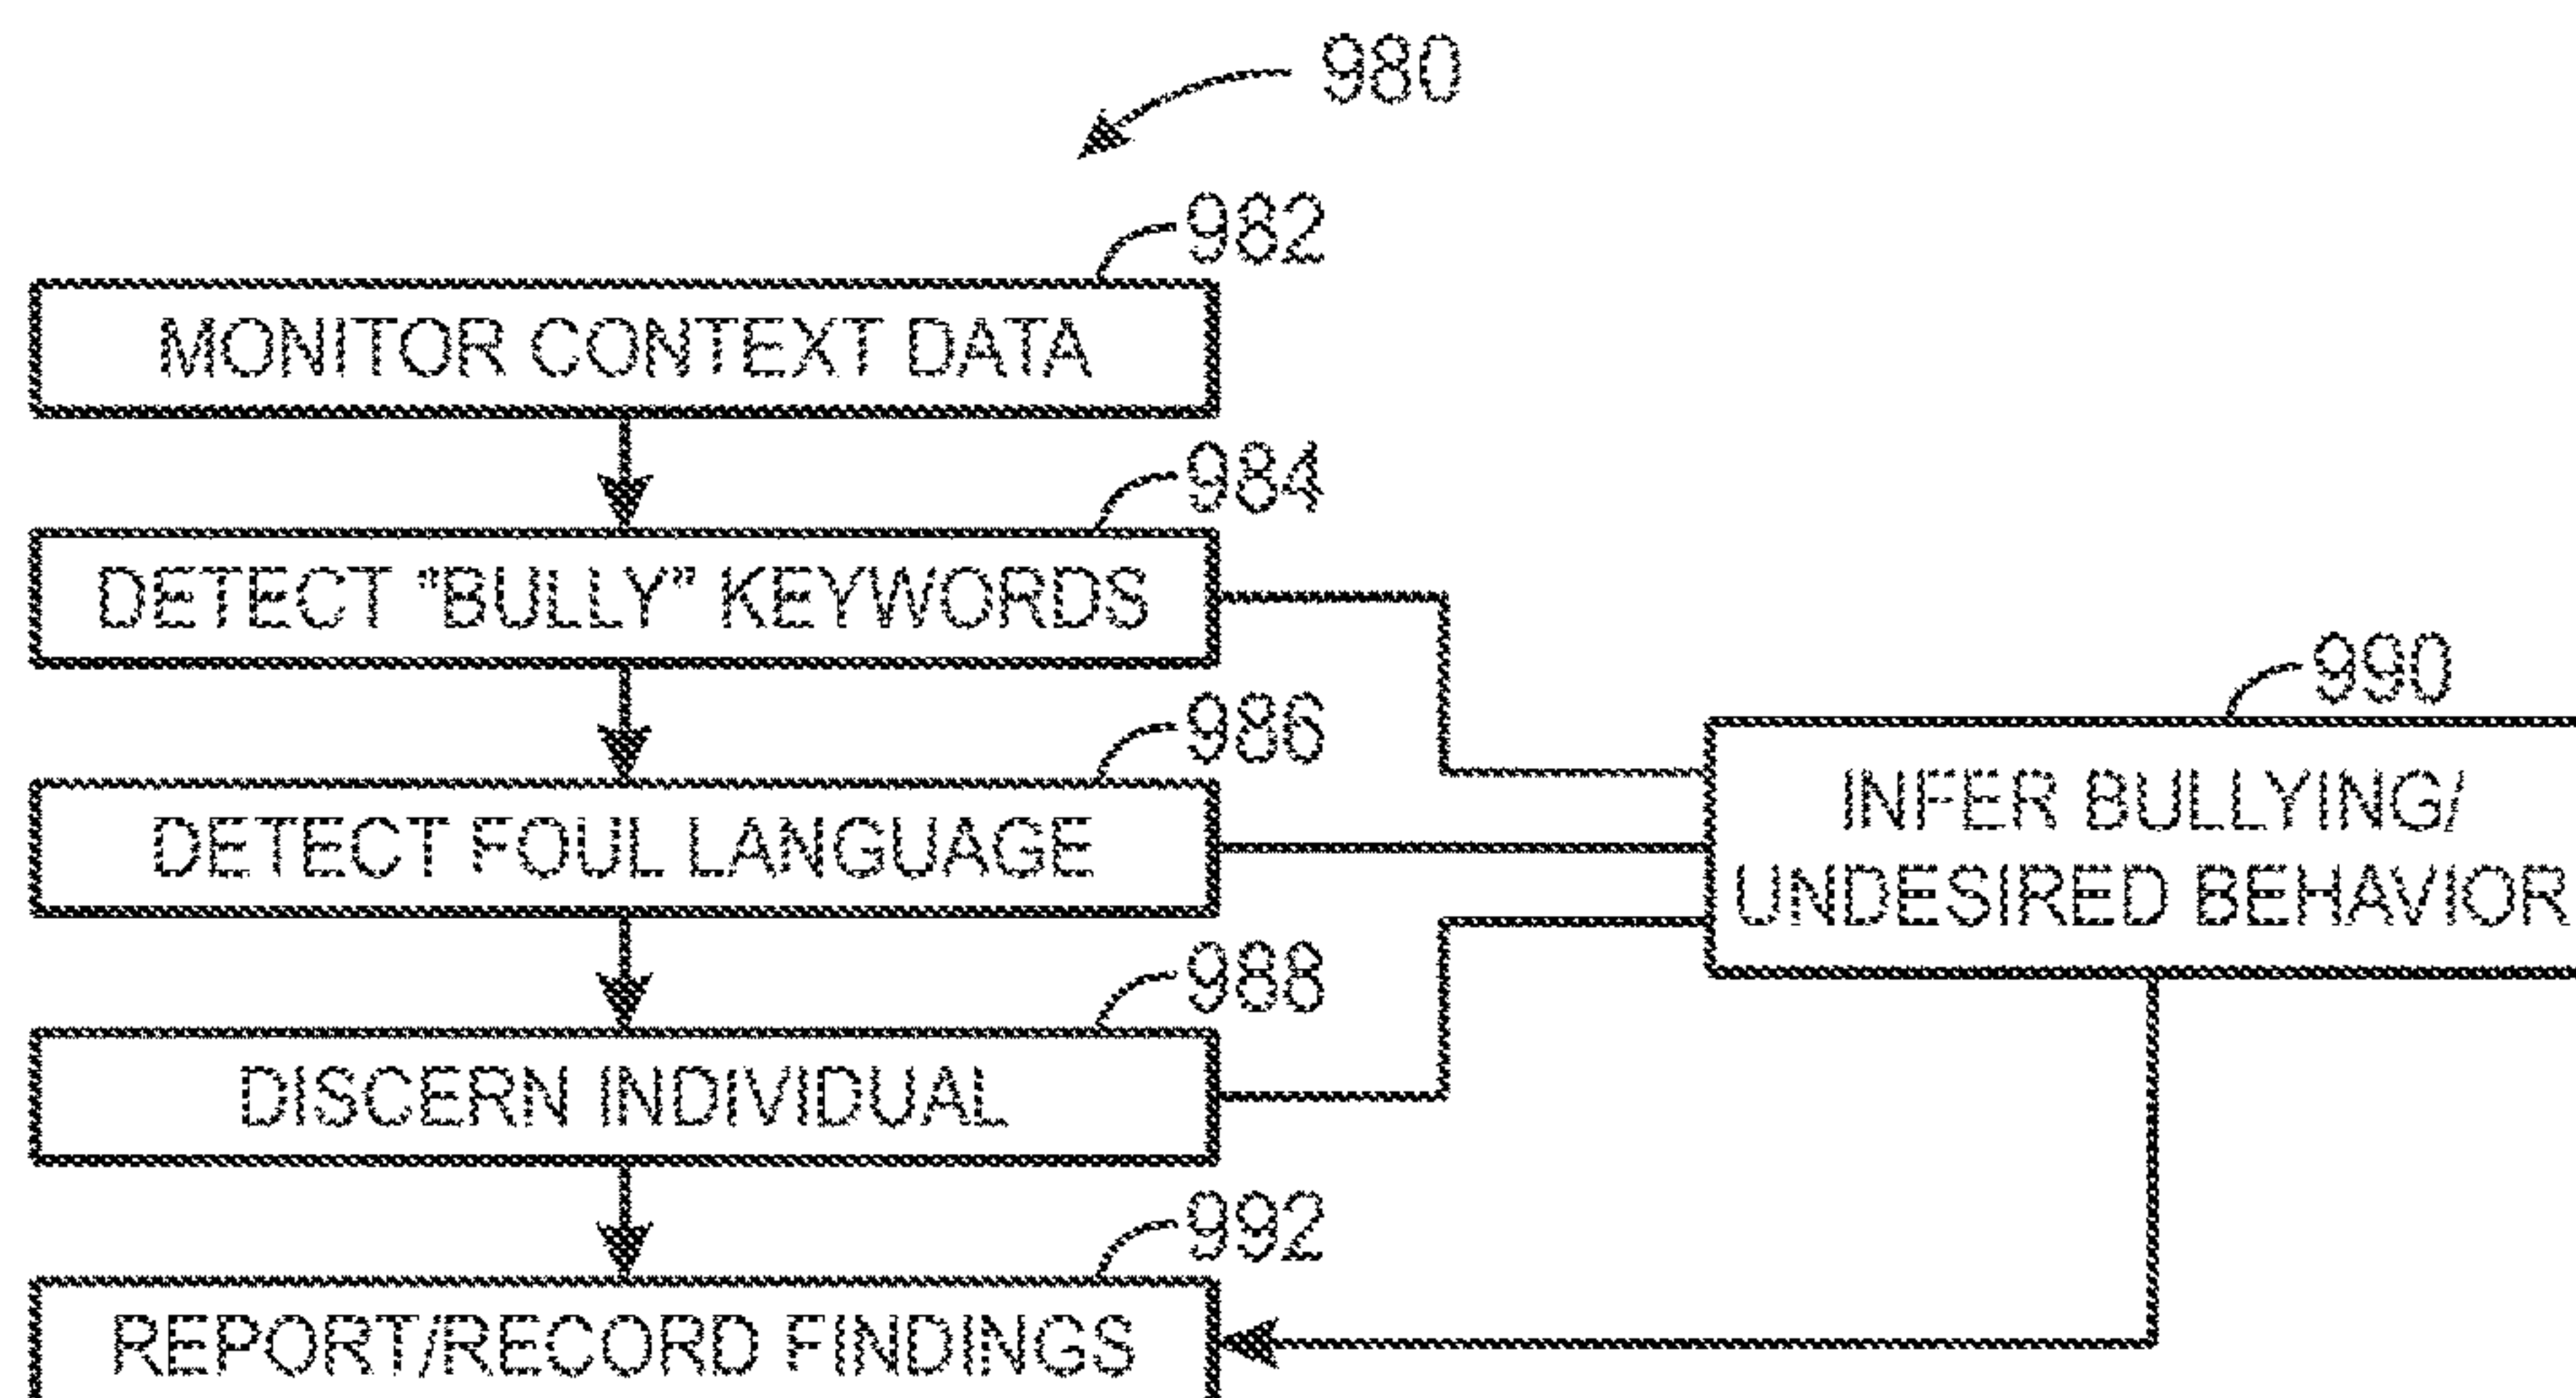 980
982
MONITOR CONTEXT DATA
984
DETECT "BULLY" KEYWORDS
986
DETECT FOUL LANGUAGE
988
DISCERN INDIVIDUAL
990
INFER BULLYING/
UNDESIRED BEHAVIOR
992
REPORT/RECORD FINDINGS